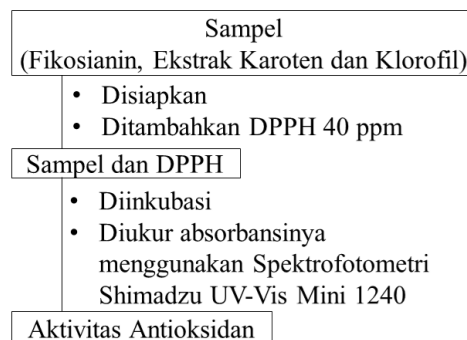 Sampel
(Fikosianin, Ekstrak Karoten dan Klorofil)
• Disiapkan
• Ditambahkan DPPH 40 ppm
Sampel dan DPPH
• Diinkubasi
• Diukur absorbansinya
menggunakan Spektrofotometri
Shimadzu UV-Vis Mini 1240
Aktivitas Antioksidan